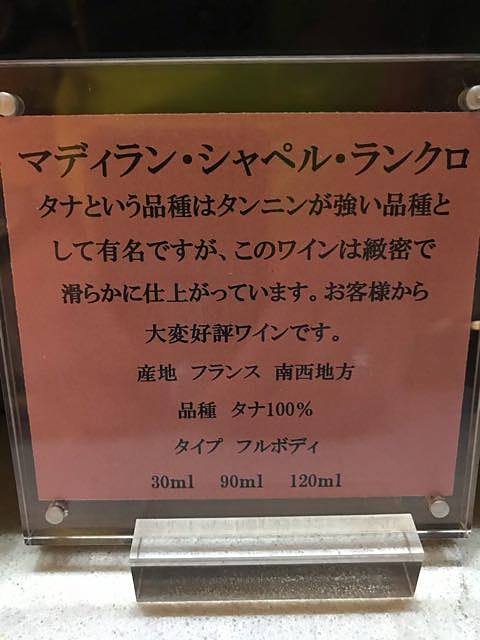 マディラン・シャペル・ランクロ
タナという品種はタンニンが強い品種と
して有名ですが、このワインは緻密で
滑らかに仕上がっています。お客様から
大変好評ワインです。
産地 フランス 南西地方
品種 タナ100%
タイプ フルボディ
30ml 90ml 120ml